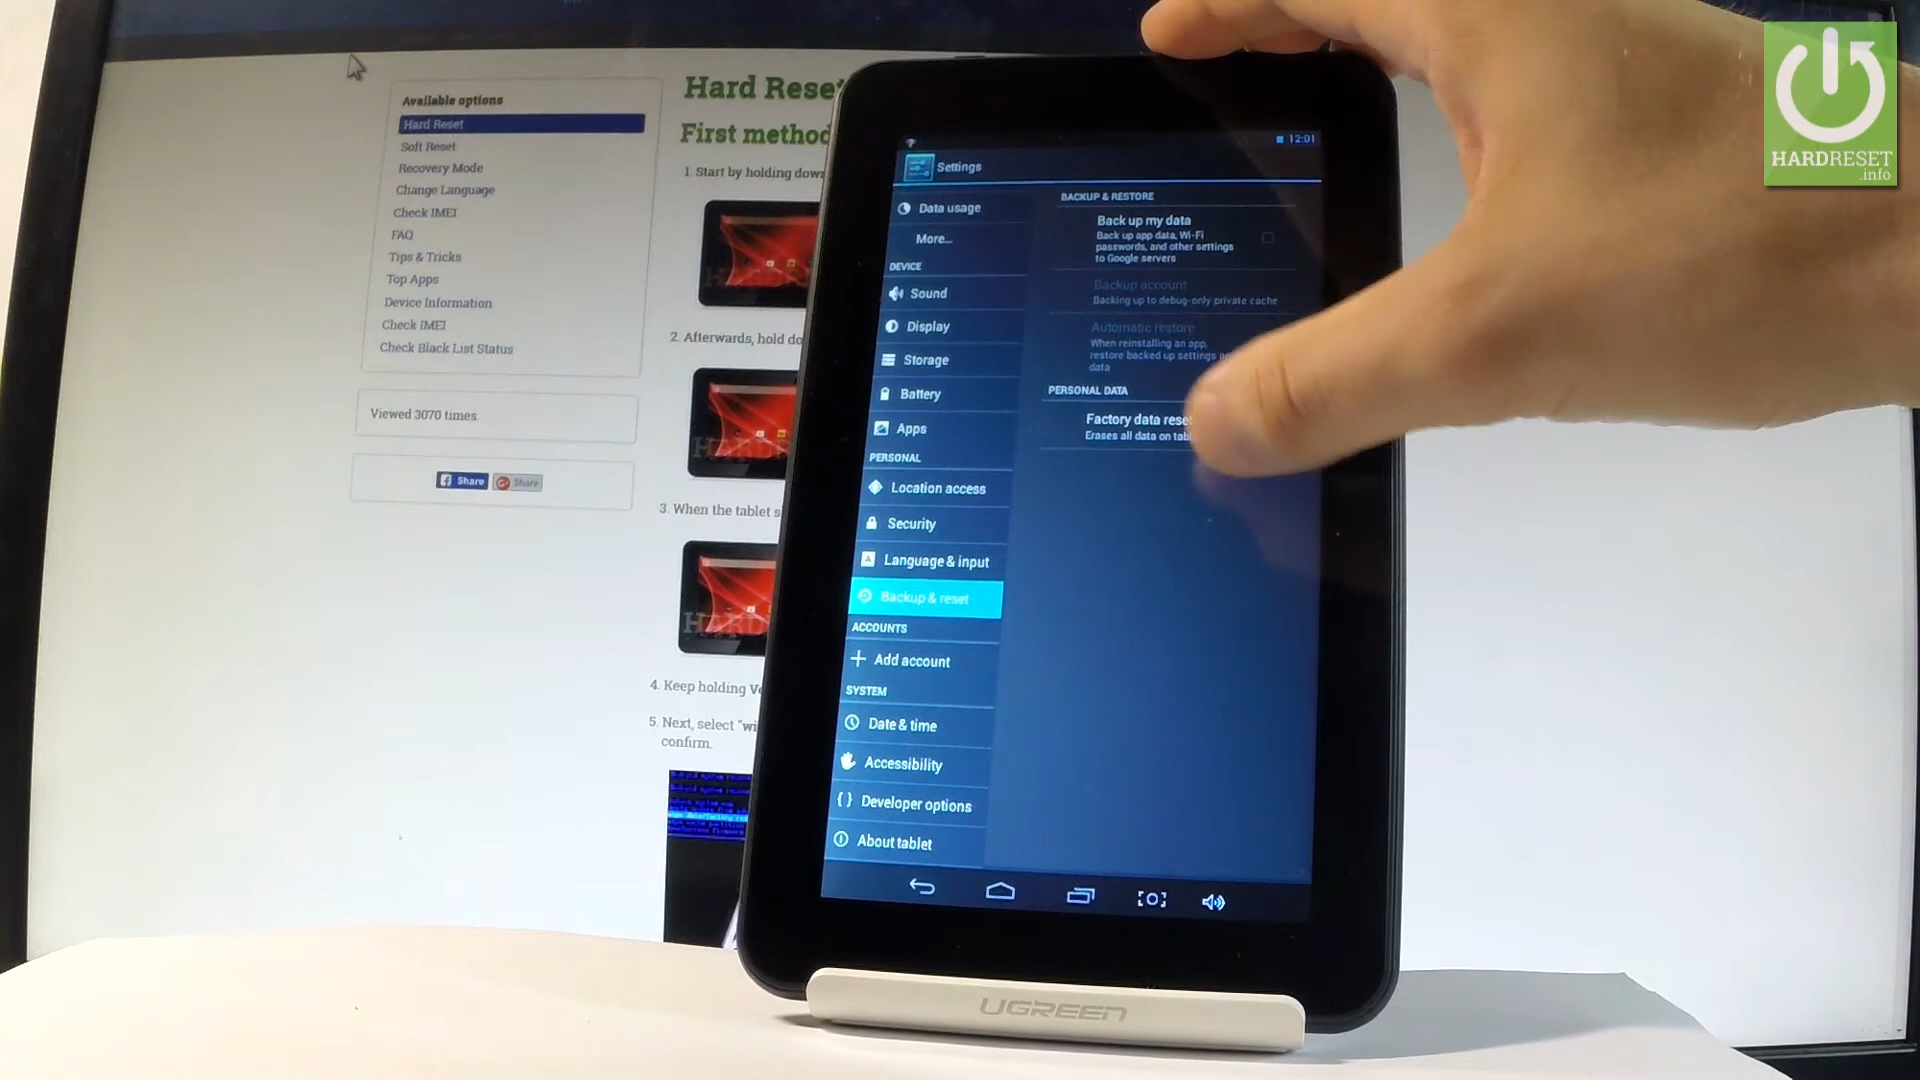 Available options
Hard Reset
Soft Reset
Recovery Mode
Change Language
Check IMEI
FAQ
Tips & Tricks
Top Apps
Device Information
Check IMEI
Check Black List Status
Viewed 3070 times.
Share
Share
Hard Reset
First method
1. Start by holding down
2. Afterwards, hold do
3. When the tablet s
4. Keep holding Vo
5. Next, select "wi
confirm.
12:01
Settings
Data usage
More...
DEVICE
Sound
Display
Storage
Battery
Apps
PERSONAL
Location access
Security
Language & input
Backup & reset
ACCOUNTS
Add account
SYSTEM
Date & time
Accessibility
Developer options
About tablet
BACKUP & RESTORE
Back up my data
Back up app data, Wi-Fi
passwords, and other settings
to Google servers
Backup account
Backing up to debug-only private cache
Automatic restore
When reinstalling an app,
restore backed up settings
data
PERSONAL DATA
Factory data reset
Erases all data on tabl
UGREEN
HARDRESET
.info